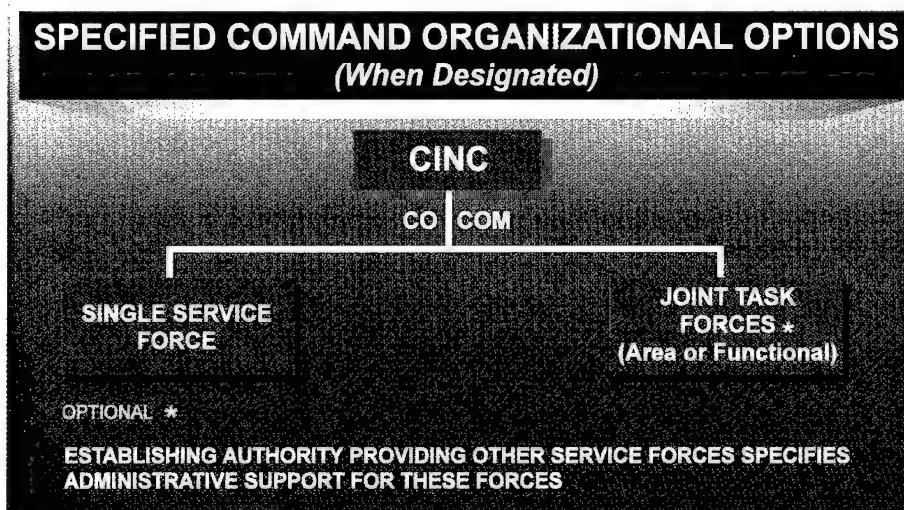 SPECIFIED COMMAND ORGANIZATIONAL OPTIONS
(When Designated)
CINC
CO COM
SINGLE SERVICE
FORCE
JOINT TASK
FORCES *
(Area or Functional)
OPTIONAL *
ESTABLISHING AUTHORITY PROVIDING OTHER SERVICE FORCES SPECIFIES
ADMINISTRATIVE SUPPORT FOR THESE FORCES